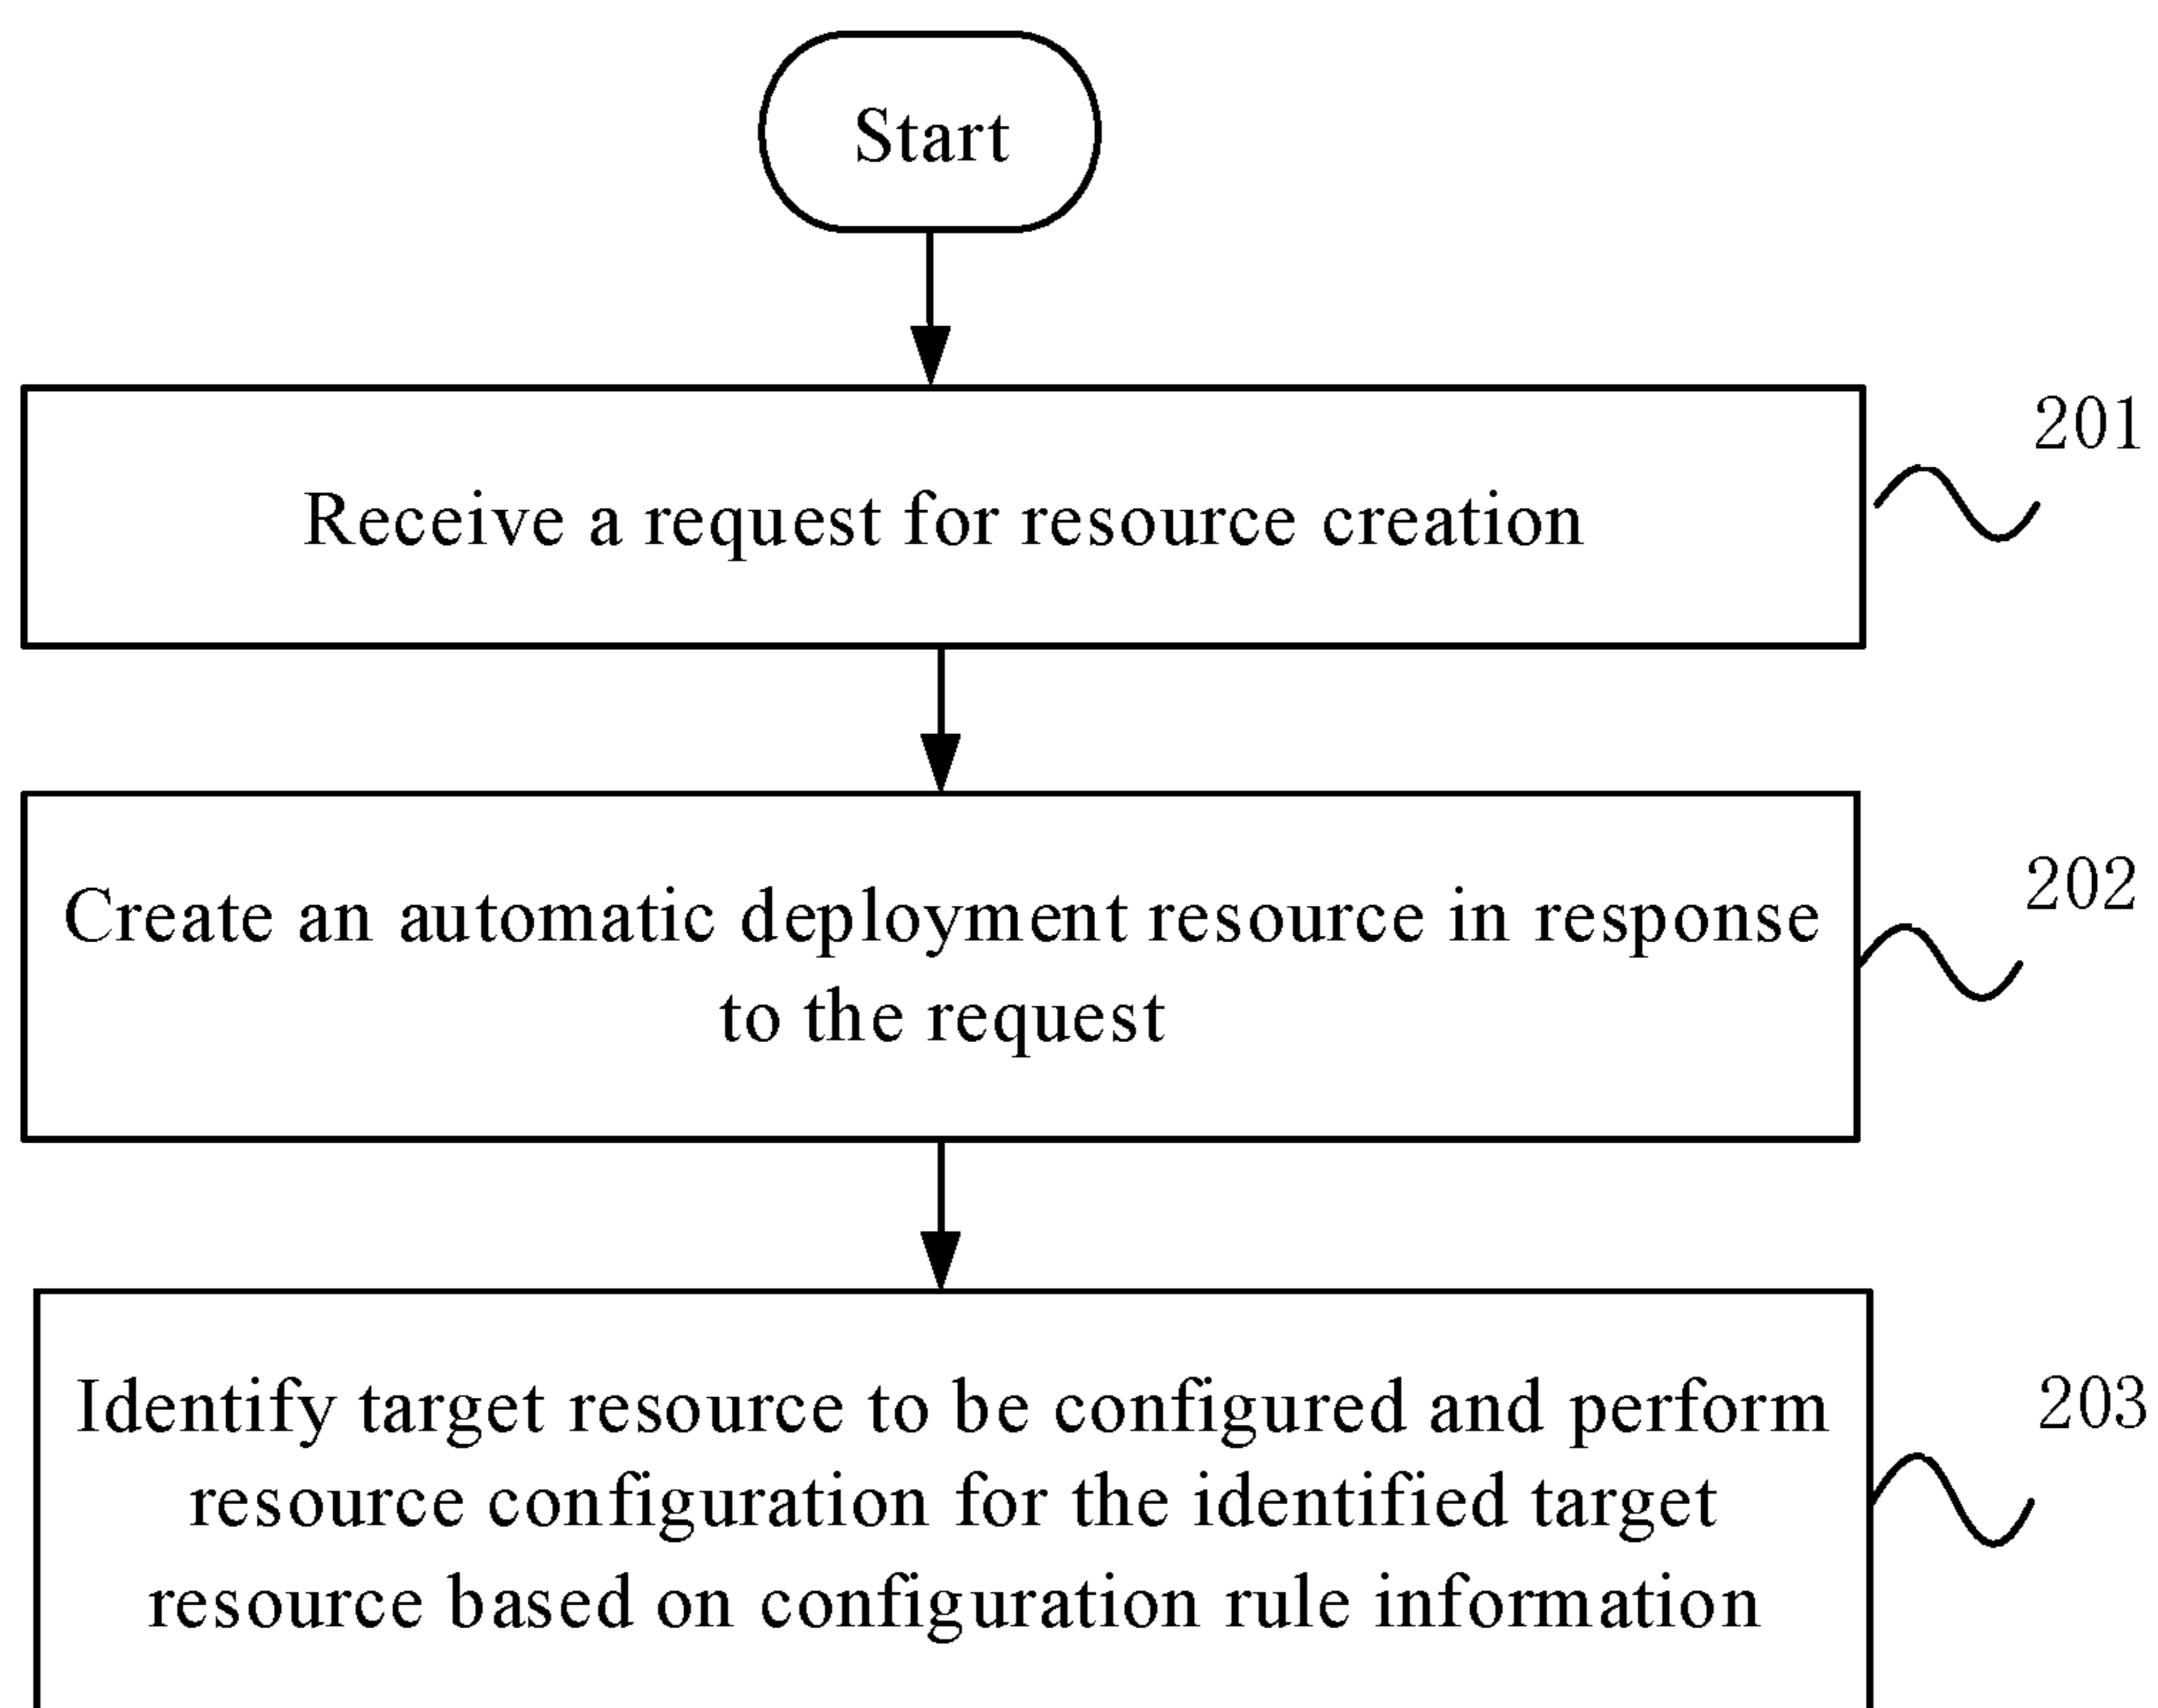 Start
201
Receive a request for resource creation
202
Create an automatic deployment resource in response
to the request
203
Identify target resource to be configured and perform
resource configuration for the identified target
resource based on configuration rule information